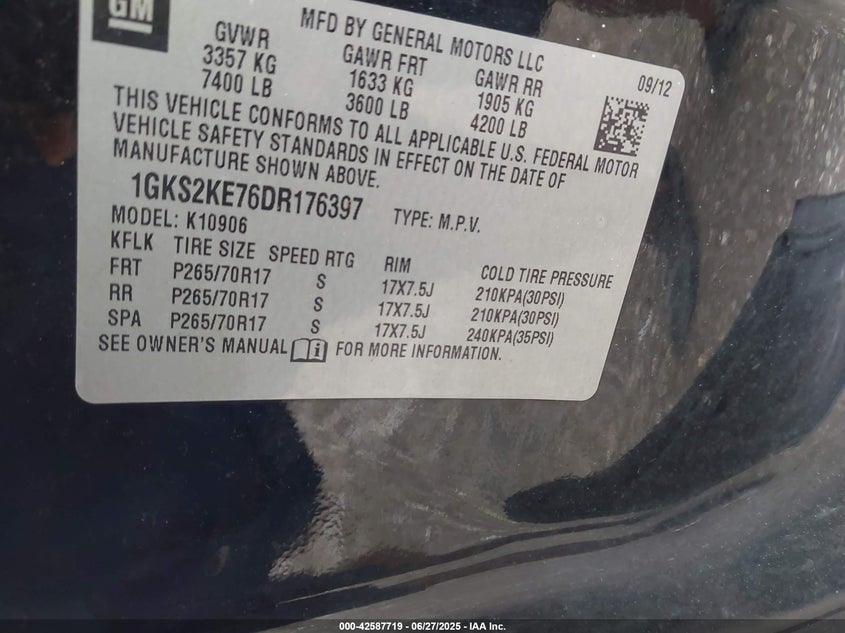 GM
MFD BY GENERAL MOTORS LLC
GVWR GAWR FRT GAWR RR 09/12
3357 KG 1633 KG 1905 KG
7400 LB 3600 LB 4200 LB
THIS VEHICLE CONFORMS TO ALL APPLICABLE U.S. FEDERAL MOTOR
VEHICLE SAFETY STANDARDS IN EFFECT ON THE DATE OF
MANUFACTURE SHOWN ABOVE.
1GKS2KE76DR176397 TYPE: M.P.V.
MODEL: K10906
KFLK TIRE SIZE SPEED RTG RIM COLD TIRE PRESSURE
FRT P265/70R17 S 17X7.5J 210KPA(30PSI)
RR P265/70R17 S 17X7.5J 210KPA(30PSI)
SPA P265/70R17 S 17X7.5J 240KPA(35PSI)
SEE OWNER'S MANUAL FOR MORE INFORMATION.
000-42587719 - 06/27/2025 - IAA Inc.